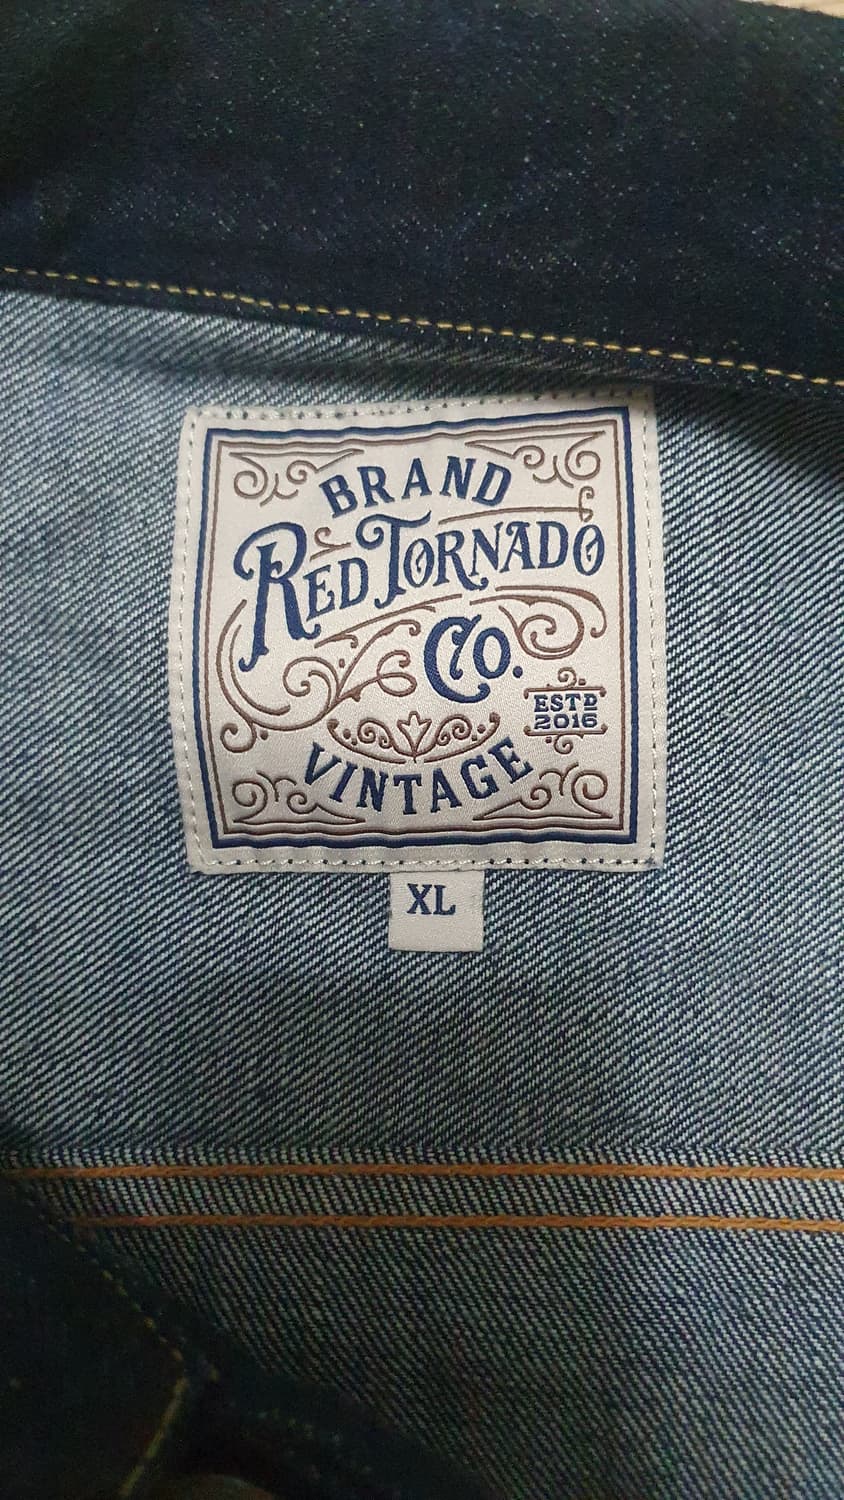 BRAND
RED TORNADO
CO.
ESTD
2016
VINTAGE
XL